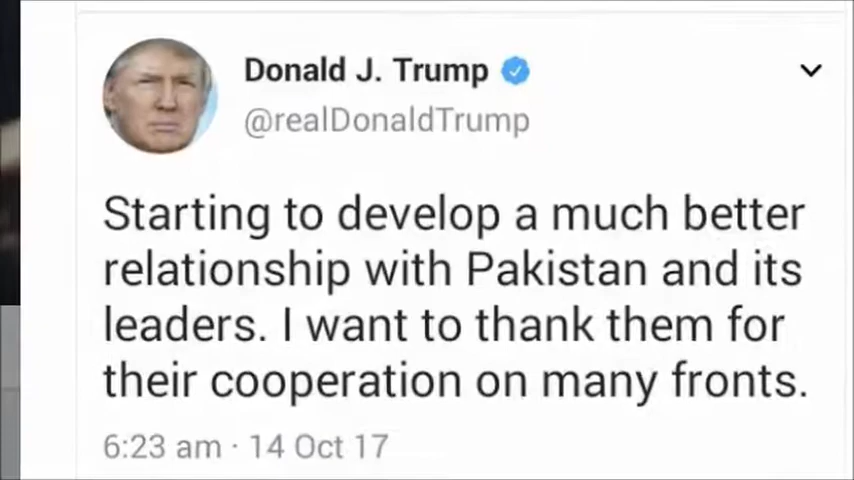 Donald J. Trump
@realDonaldTrump
Starting to develop a much better
relationship with Pakistan and its
leaders. I want to thank them for
their cooperation on many fronts.
6:23 am · 14 Oct 17